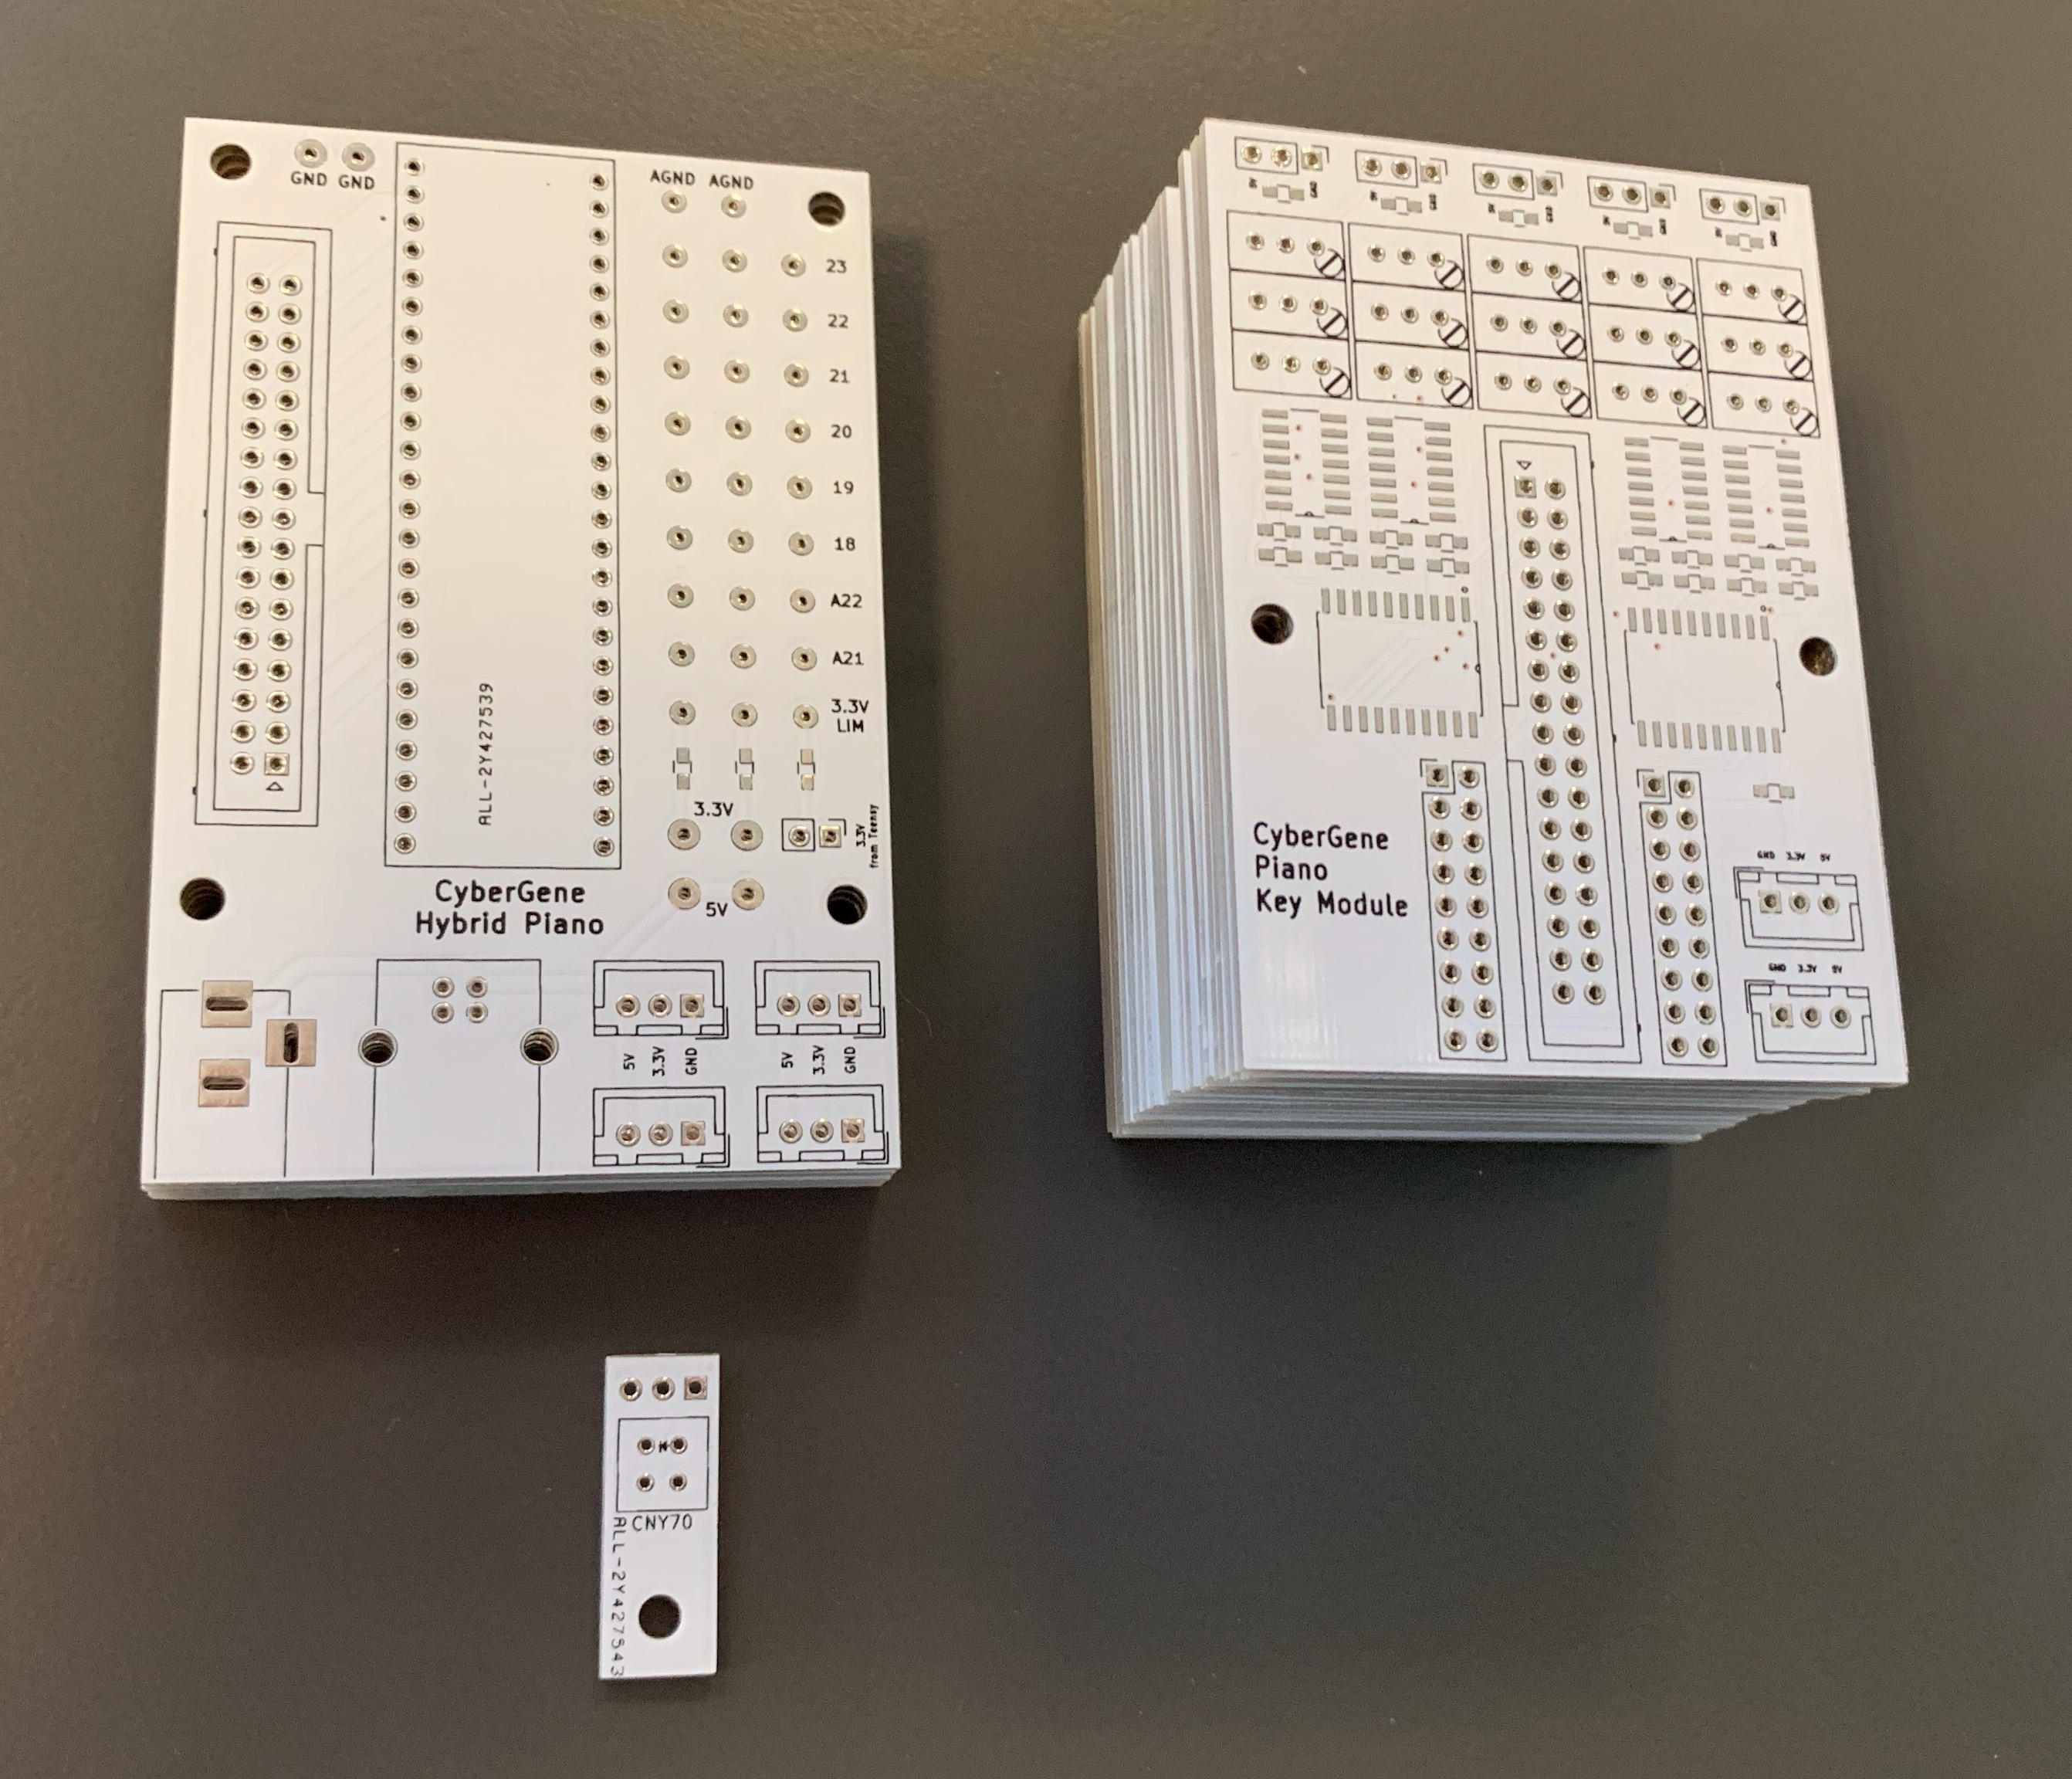 GND GND
AGND AGND
23
22
21
20
19
18
A22
A21
3.3V
LIM
3.3V
3.3V
from Teensy
5V
ALL-2Y427539
CyberGene
Hybrid Piano
5V 3.3V GND
5V 3.3V GND
CyberGene
Piano
Key Module
GND 3.3V 5V
GND 3.3V 5V
CNY70
ALL-2Y427543